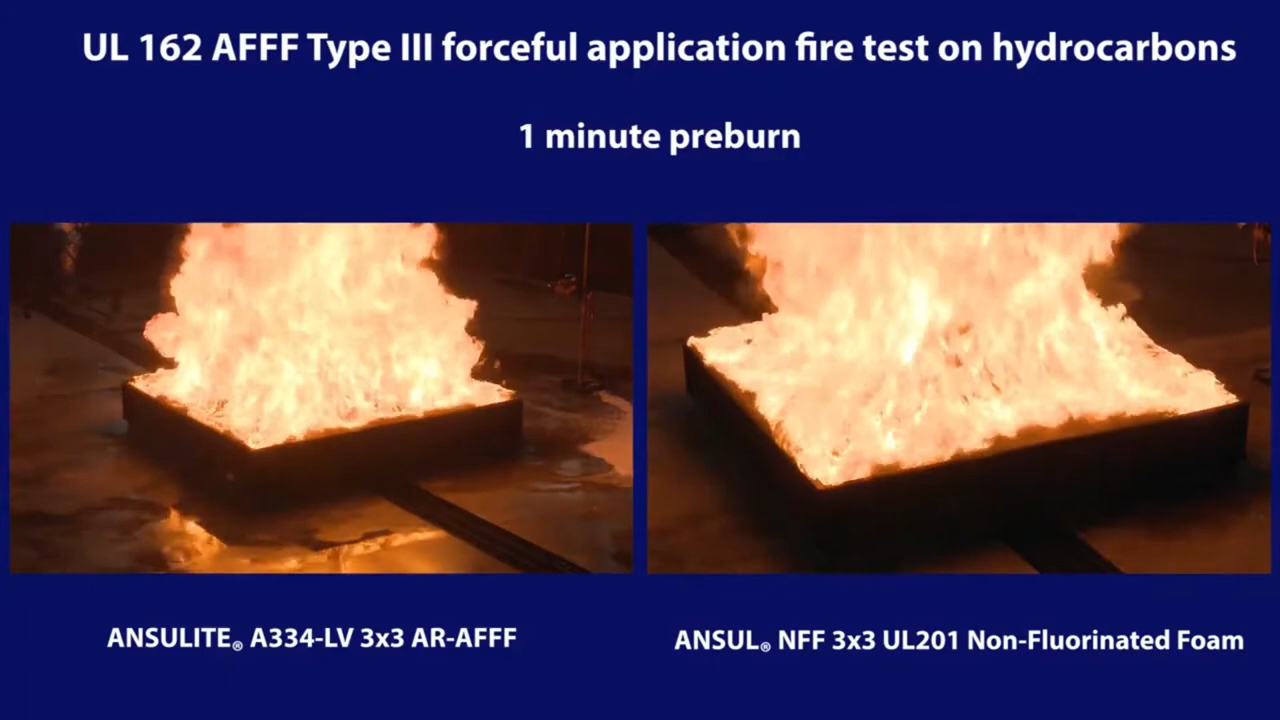 UL 162 AFFF Type III forceful application fire test on hydrocarbons
1 minute preburn
ANSULITE® A334-LV 3x3 AR-AFFF
ANSUL® NFF 3x3 UL201 Non-Fluorinated Foam